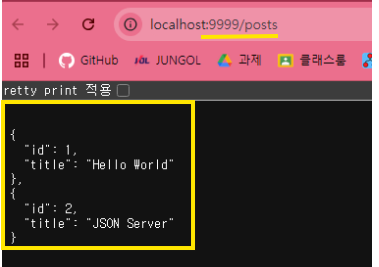 localhost:9999/posts
GitHub JUNGOL 과제 클래스룸
retty print 적용
{
"id": 1,
"title": "Hello World"
},
{
"id": 2,
"title": "JSON Server"
}